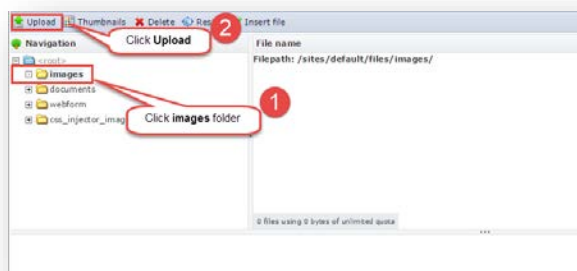 Upload Thumbnails Delete Insert file
2
Click Upload
Navigation
File name
<root>
Filepath: /sites/default/files/images/
images
documents
1
webform
Click images folder
0 files using 0 bytes of unlimited quota